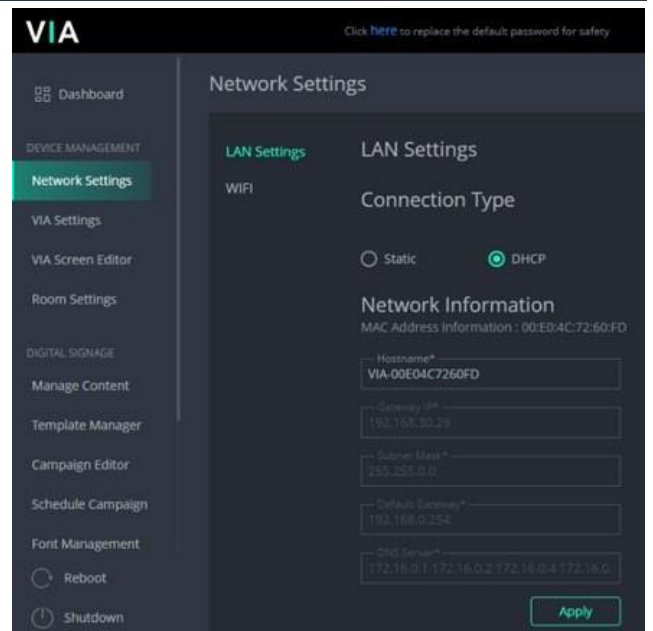 VIA
Click here to replace the default password for safety
Dashboard
Network Settings
DEVICE MANAGEMENT
LAN Settings
LAN Settings
Network Settings
WIFI
Connection Type
VIA Settings
VIA Screen Editor
Static
DHCP
Room Settings
Network Information
MAC Address Information : 00:E0:4C:72:60:FD
DIGITAL SIGNAGE
Hostname*
VIA-00E04C7260FD
Manage Content
Gateway IP*
192.168.30.29
Template Manager
Subnet Mask*
255.255.0.0
Campaign Editor
Default Gateway*
192.168.0.254
Schedule Campaign
Font Management
DNS Server*
172.16.0.1 172.16.0.2 172.16.0.4 172.16.0.
Reboot
Apply
Shutdown